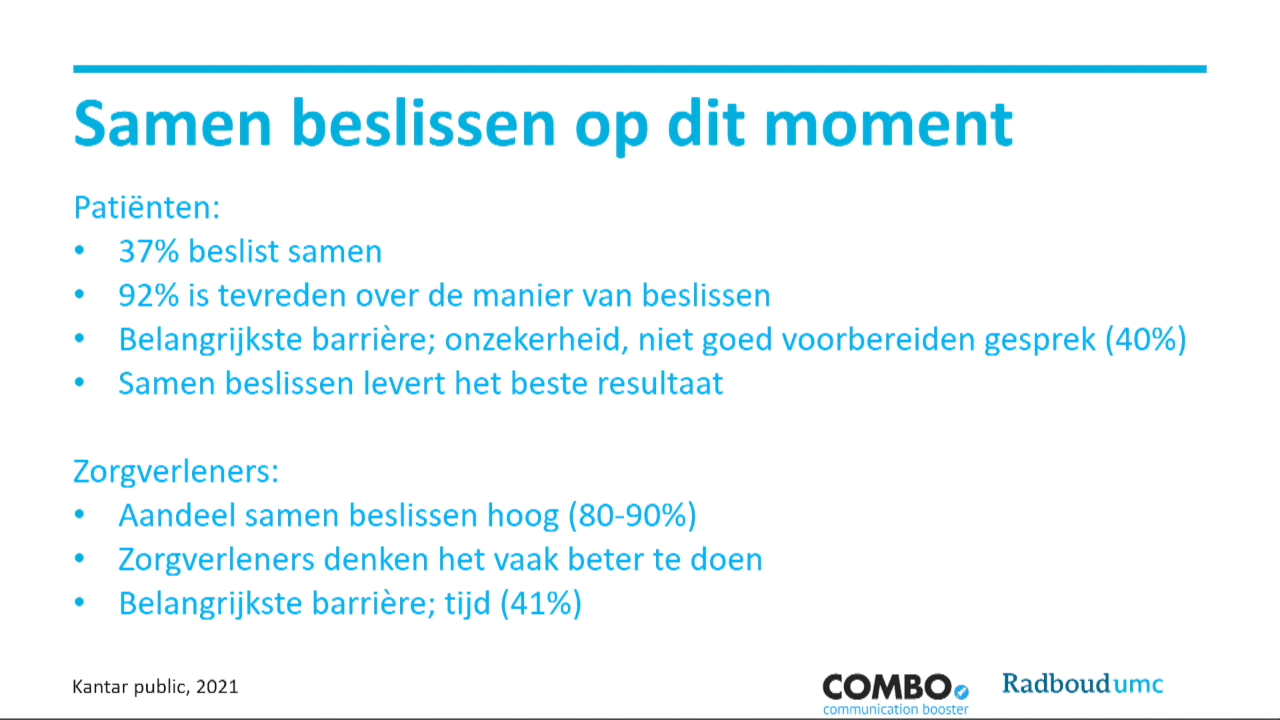 Samen beslissen op dit moment
Patiënten:
• 37% beslist samen
• 92% is tevreden over de manier van beslissen
• Belangrijkste barrière; onzekerheid, niet goed voorbereiden gesprek (40%)
• Samen beslissen levert het beste resultaat
Zorgverleners:
• Aandeel samen beslissen hoog (80-90%)
• Zorgverleners denken het vaak beter te doen
• Belangrijkste barrière; tijd (41%)
Kantar public, 2021
COMBO
communication booster
Radboudumc